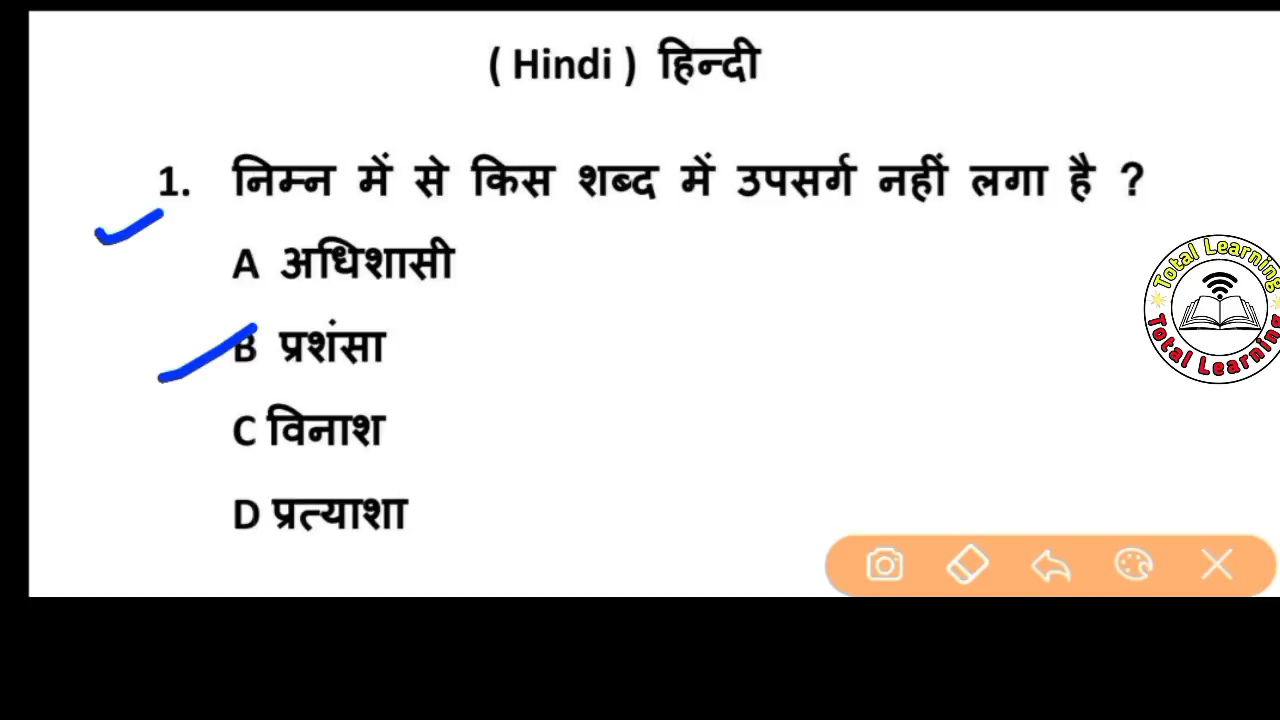 ( Hindi ) हिन्दी
1. निम्न में से किस शब्द में उपसर्ग नहीं लगा है ?
A अधिशासी
B प्रशंसा
C विनाश
D प्रत्याशा
Total Learning
Total Learning